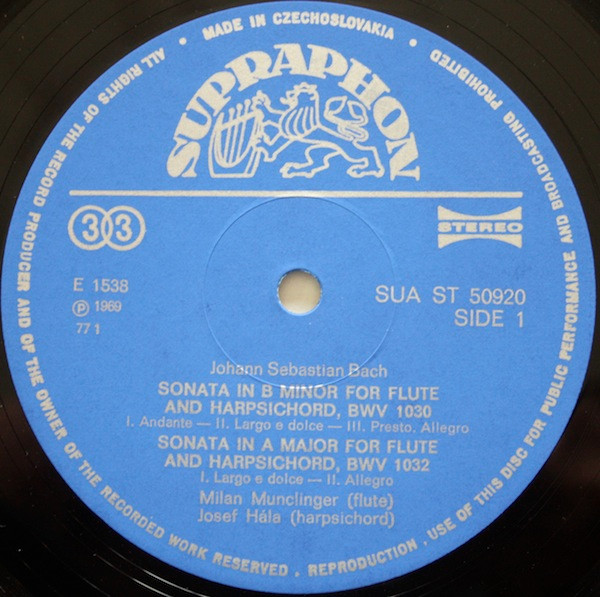 MADE IN CZECHOSLOVAKIA • ALL RIGHTS OF THE RECORD PRODUCER AND OF THE OWNER OF THE RECORDED WORK RESERVED . REPRODUCTION . USE OF THIS DISC FOR PUBLIC PERFORMANCE AND BROADCASTING PROHIBITED •
SUPRAPHON
33
STEREO
E 1538
℗ 1969
77 1
SUA ST 50920
SIDE 1
Johann Sebastian Bach
SONATA IN B MINOR FOR FLUTE
AND HARPSICHORD, BWV 1030
I. Andante — II. Largo e dolce — III. Presto. Allegro
SONATA IN A MAJOR FOR FLUTE
AND HARPSICHORD, BWV 1032
I. Largo e dolce — II. Allegro
Milan Munclinger (flute)
Josef Hála (harpsichord)